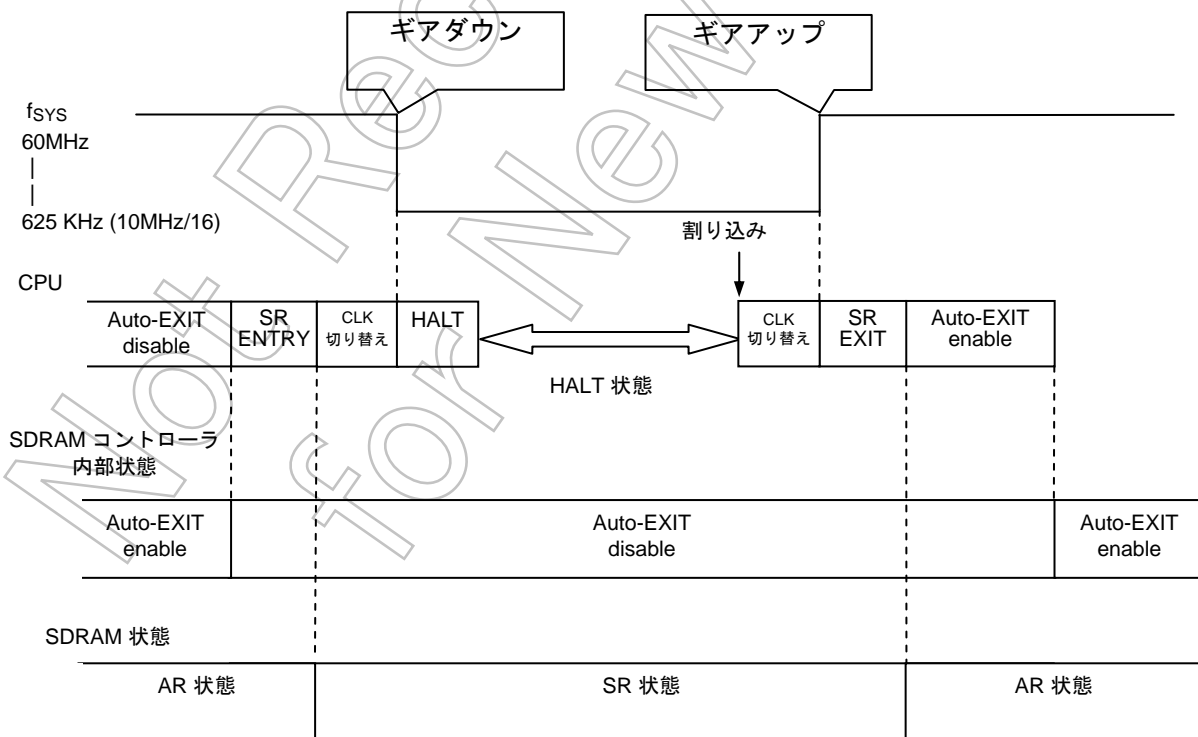 ギアダウン
ギアアップ
fSYS
60MHz
|
|
625 KHz (10MHz/16)
割り込み
CPU
Auto-EXIT
disable
SR
ENTRY
CLK
切り替え
HALT
CLK
切り替え
SR
EXIT
Auto-EXIT
enable
HALT 状態
SDRAM コントローラ
内部状態
Auto-EXIT
enable
Auto-EXIT
disable
Auto-EXIT
enable
SDRAM 状態
AR 状態
SR 状態
AR 状態
Not Rec
for New